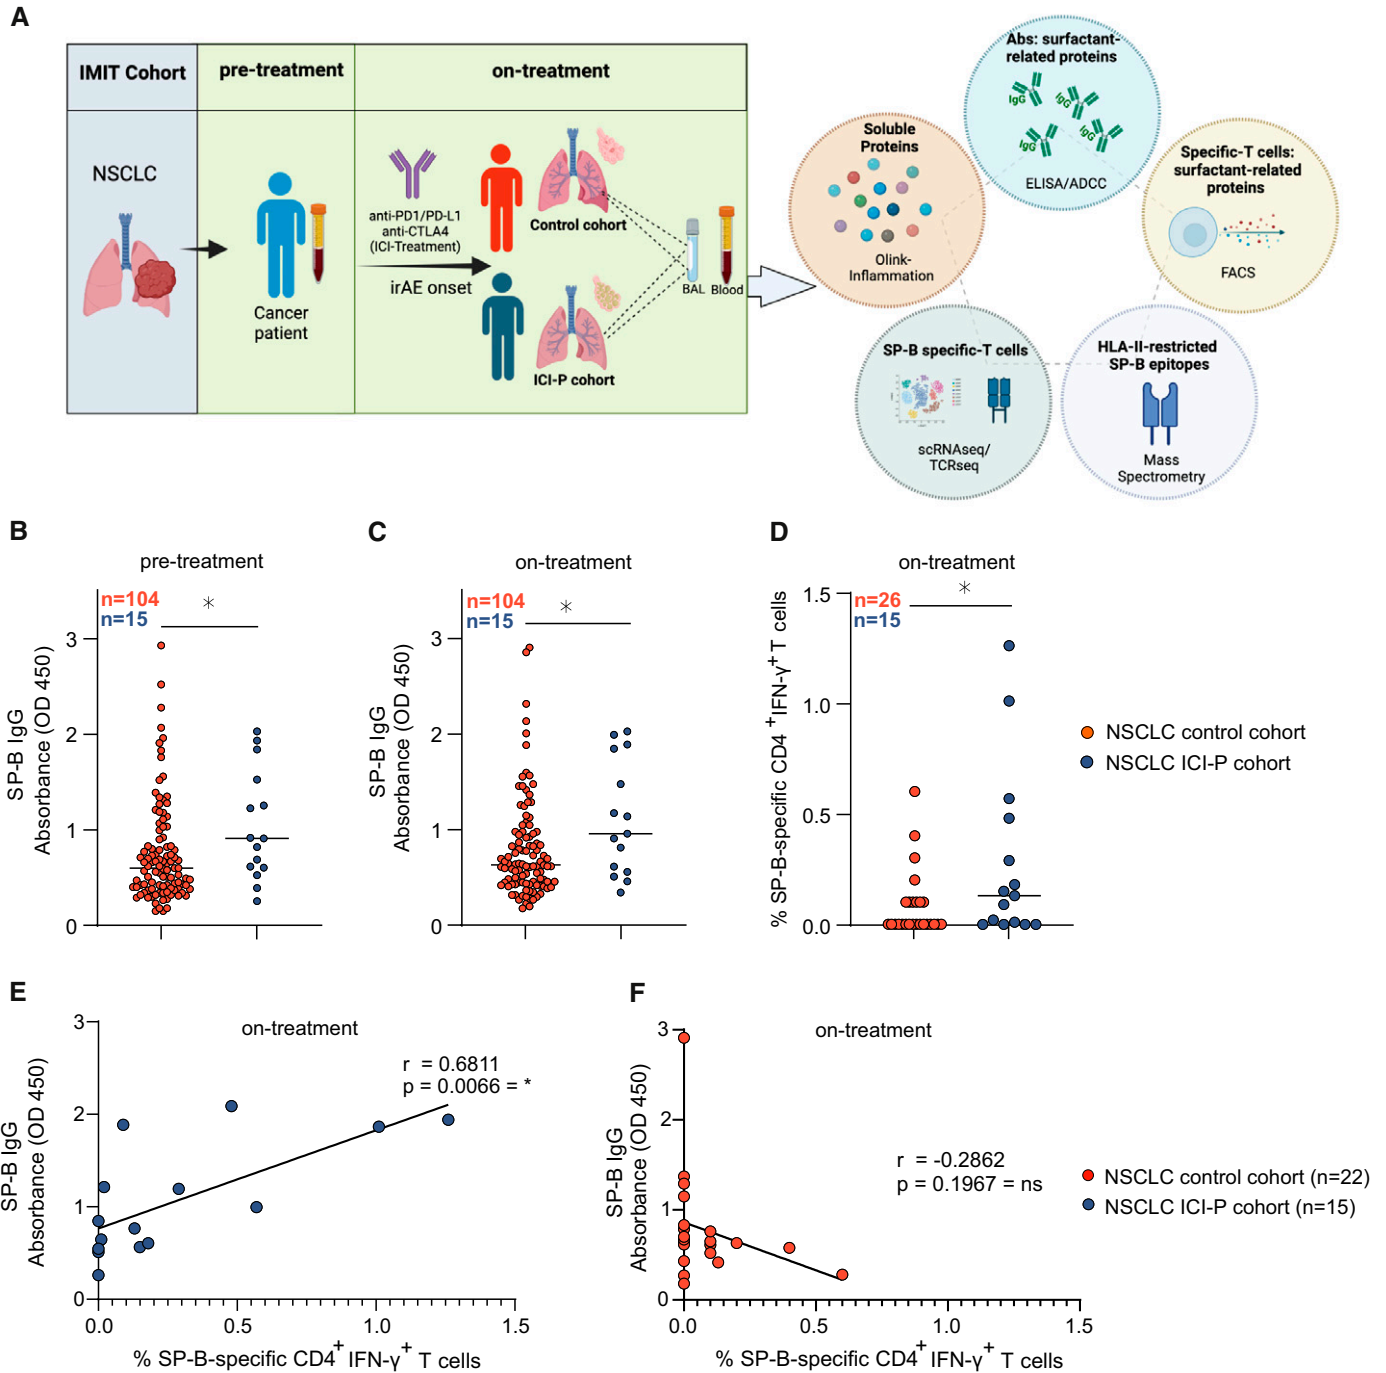 A
IMIT Cohort
pre-treatment
on-treatment
NSCLC
Cancer
patient
anti-PD1/PD-L1
anti-CTLA4
(ICI-Treatment)
irAE onset
Control cohort
ICI-P cohort
BAL
Blood
Soluble
Proteins
Olink-
Inflammation
Abs: surfactant-
related proteins
IgG
IgG
IgG
IgG
ELISA/ADCC
Specific-T cells:
surfactant-related
proteins
FACS
SP-B specific-T cells
scRNAseq/
TCRseq
HLA-II-restricted
SP-B epitopes
Mass
Spectrometry
B
pre-treatment
n=104
n=15
*
SP-B IgG
Absorbance (OD 450)
3
2
1
0
C
on-treatment
n=104
n=15
*
SP-B IgG
Absorbance (OD 450)
3
2
1
0
D
on-treatment
n=26
n=15
*
% SP-B-specific CD4+IFN-γ+ T cells
1.5
1.0
0.5
0.0
NSCLC control cohort
NSCLC ICI-P cohort
E
on-treatment
r = 0.6811
p = 0.0066 = *
SP-B IgG
Absorbance (OD 450)
3
2
1
0
0.0
0.5
1.0
1.5
% SP-B-specific CD4+ IFN-γ+ T cells
F
on-treatment
r = -0.2862
p = 0.1967 = ns
SP-B IgG
Absorbance (OD 450)
3
2
1
0
0.0
0.5
1.0
1.5
% SP-B-specific CD4+ IFN-γ+ T cells
NSCLC control cohort (n=22)
NSCLC ICI-P cohort (n=15)